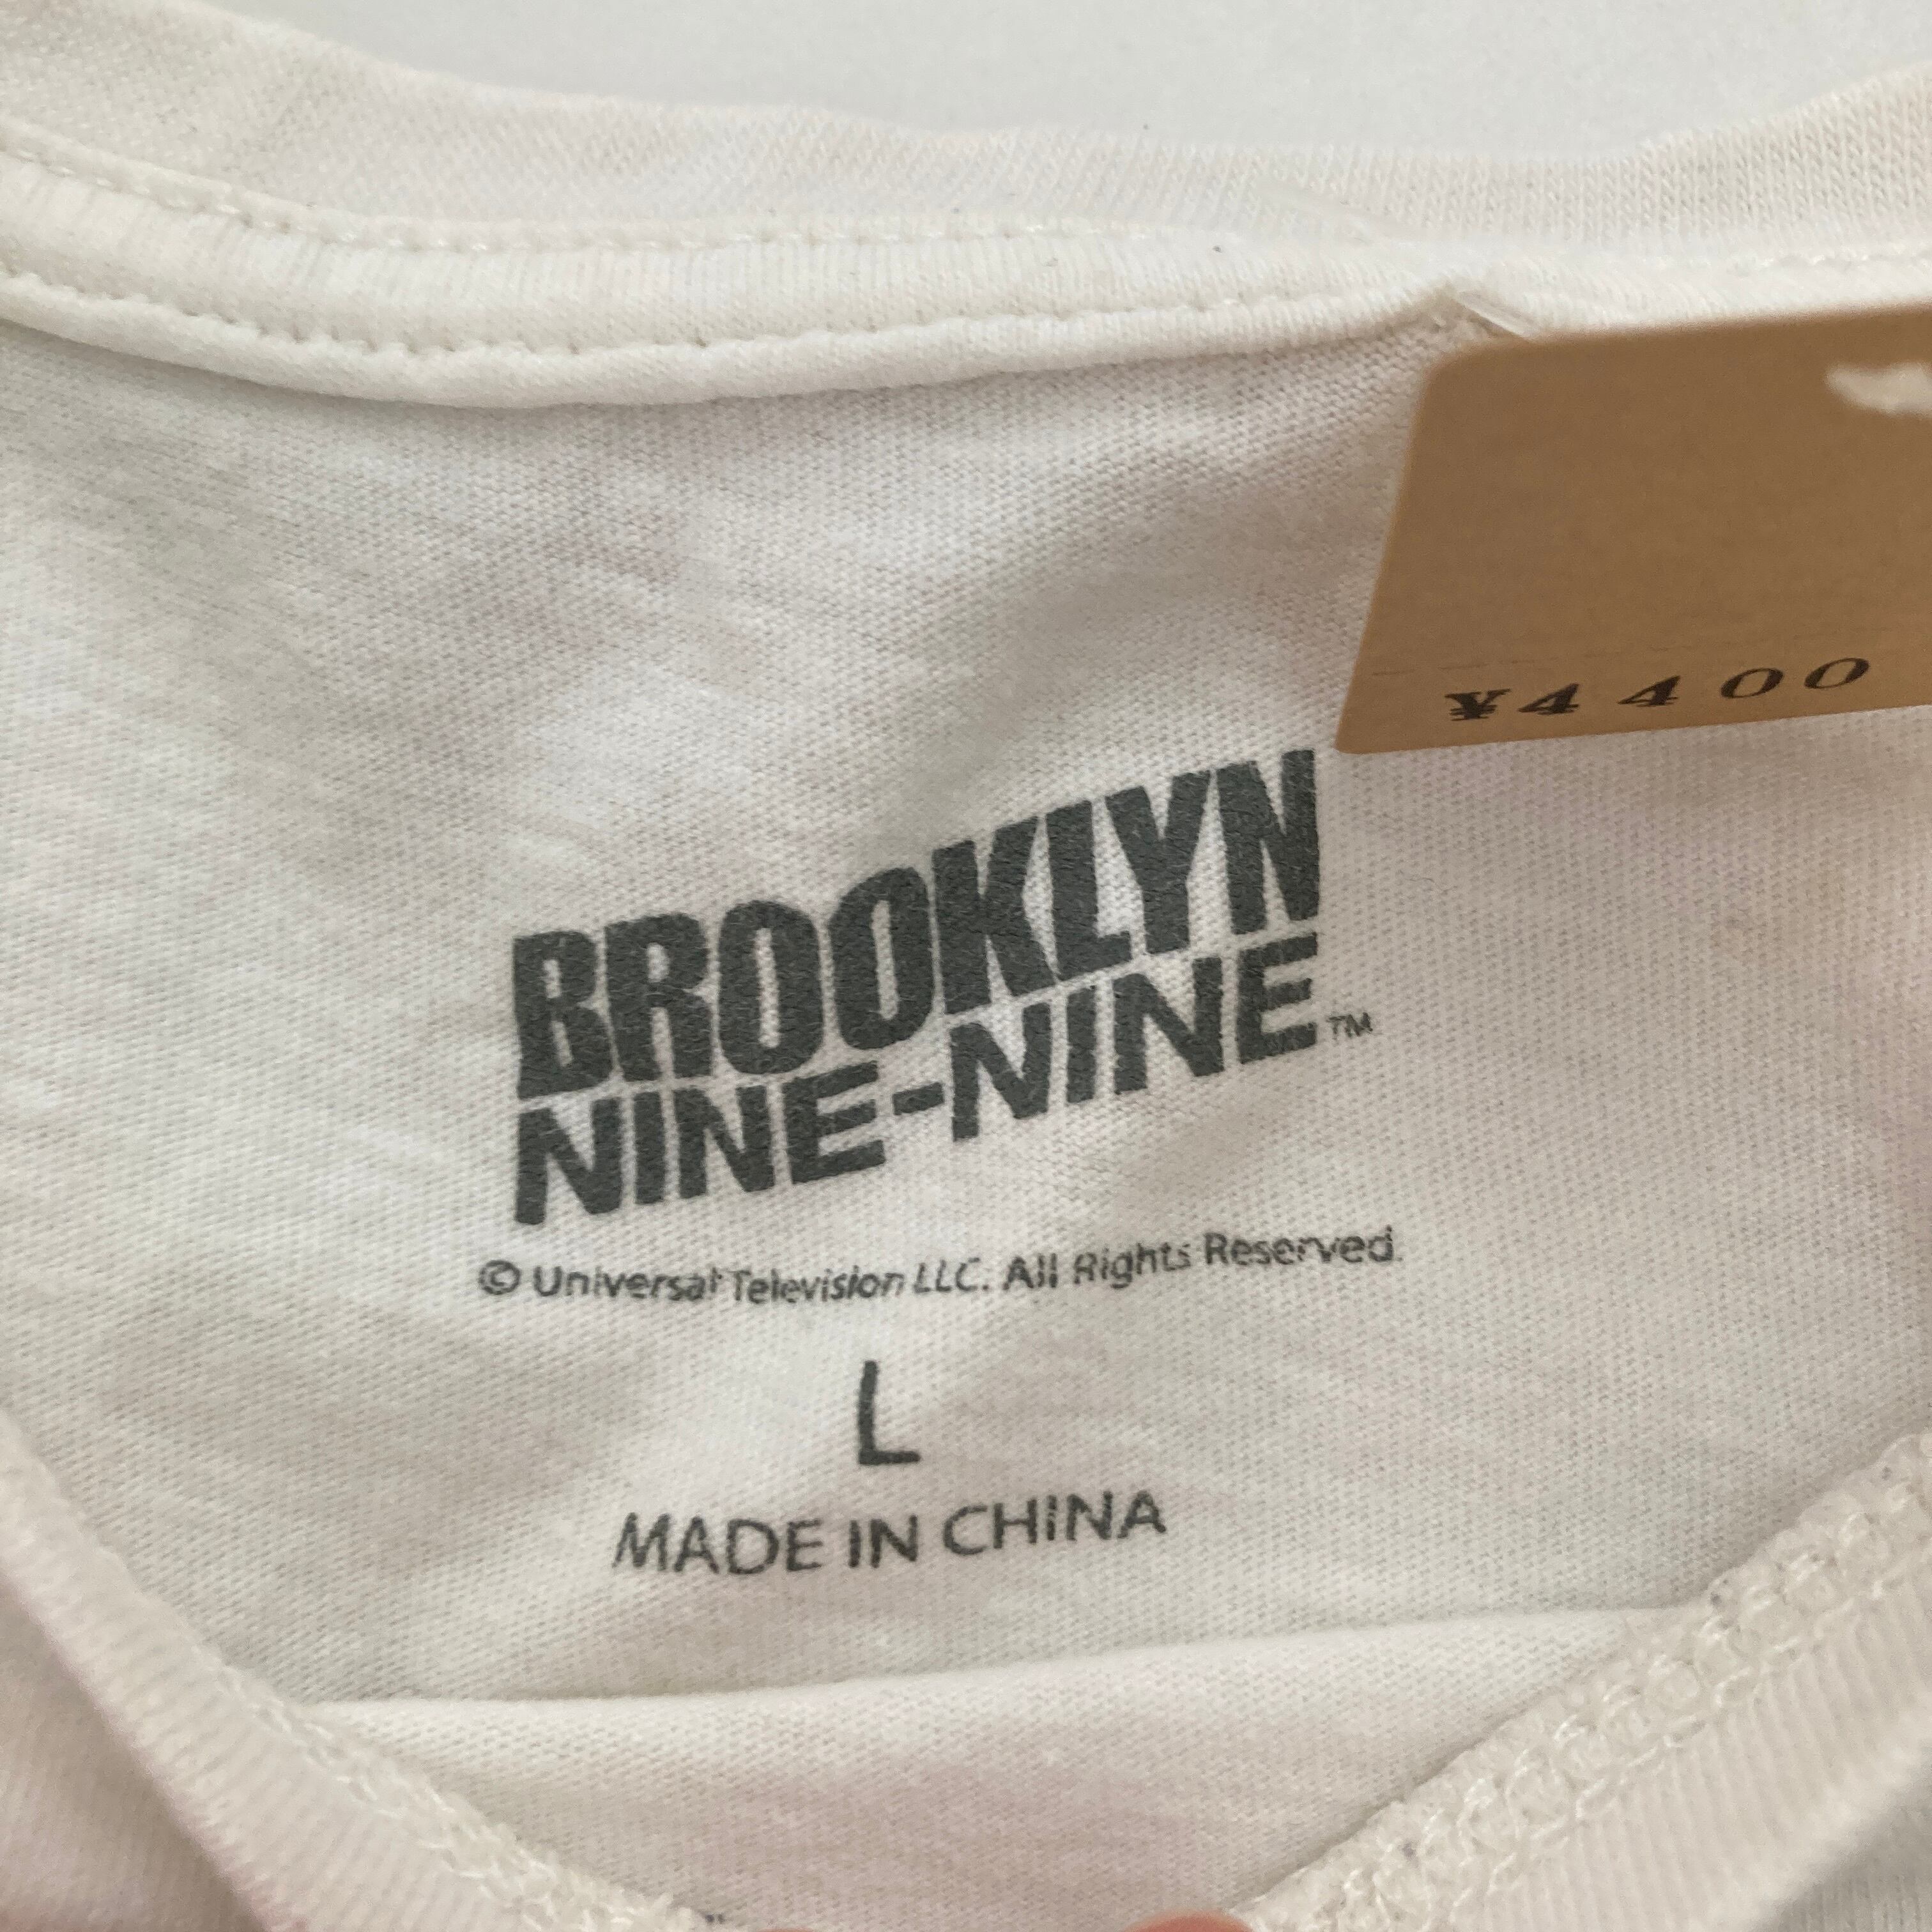 ¥4400
BROOKLYN
NINE-NINE™
© Universal Television LLC. All Rights Reserved.
L
MADE IN CHINA